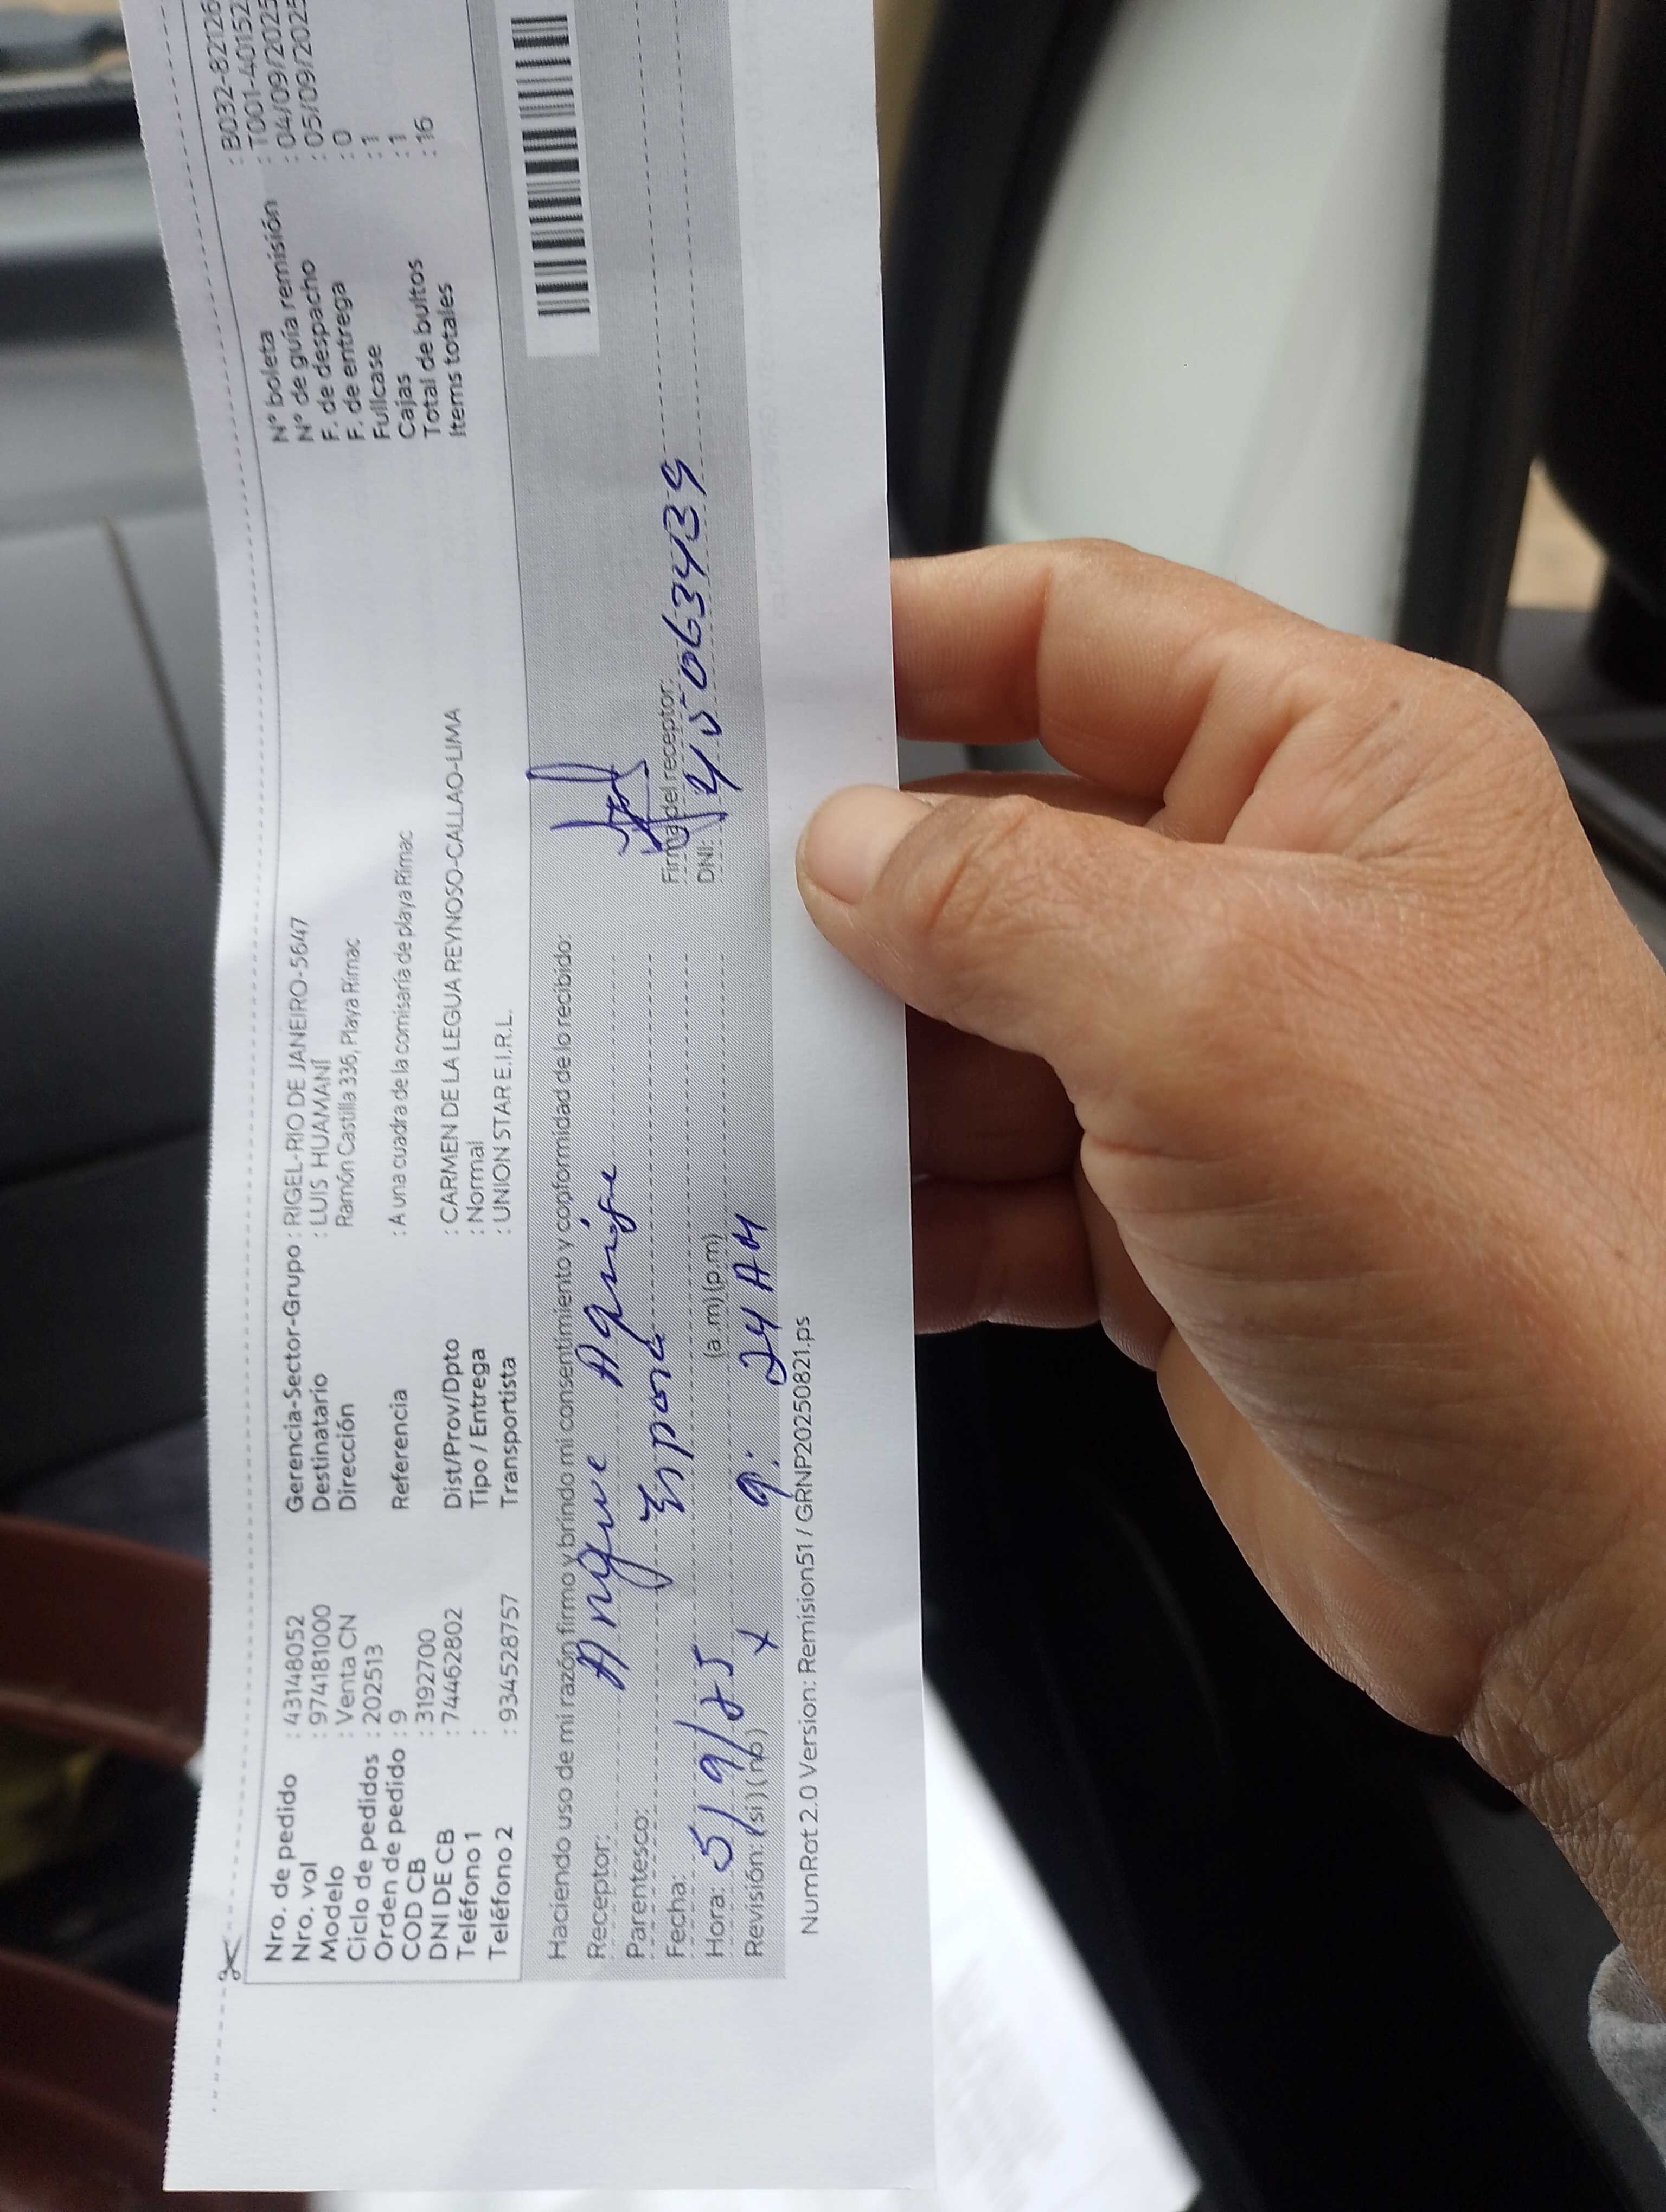 Nro. de pedido : 43148052
Nro. vol : 974181000
Modelo : Venta CN
Ciclo de pedidos : 202513
Orden de pedido : 9
COD CB : 3192700
DNI DE CB : 74462802
Teléfono 1 :
Teléfono 2 : 934528757
Gerencia-Sector-Grupo : RIGEL-RIO DE JANEIRO-5647
Destinatario : LUIS HUAMANÍ
Dirección Ramón Castilla 336, Playa Rimac
Referencia : A una cuadra de la comisaría de playa Rimac
Dist/Prov/Dpto : CARMEN DE LA LEGUA REYNOSO-CALLAO-LIMA
Tipo / Entrega : Normal
Transportista : UNION STAR E.I.R.L.
N° boleta : B032-82126
N° de guía remisión : T001-40152
F. de despacho : 04/09/2025
F. de entrega : 05/09/2025
Fullcase : 0
Cajas : 1
Total de bultos : 1
Items totales : 16
Haciendo uso de mi razón firmo y brindo mi consentimiento y conformidad de lo recibido:
Receptor:
Parentesco:
Fecha: 5/9/25
Hora: 9:24 AM (a.m) (p.m)
Revisión: (si) (no) x
Firma del receptor:
DNI: 45063439
NumRot 2.0 Version: Remision51 / GRNP20250821.ps